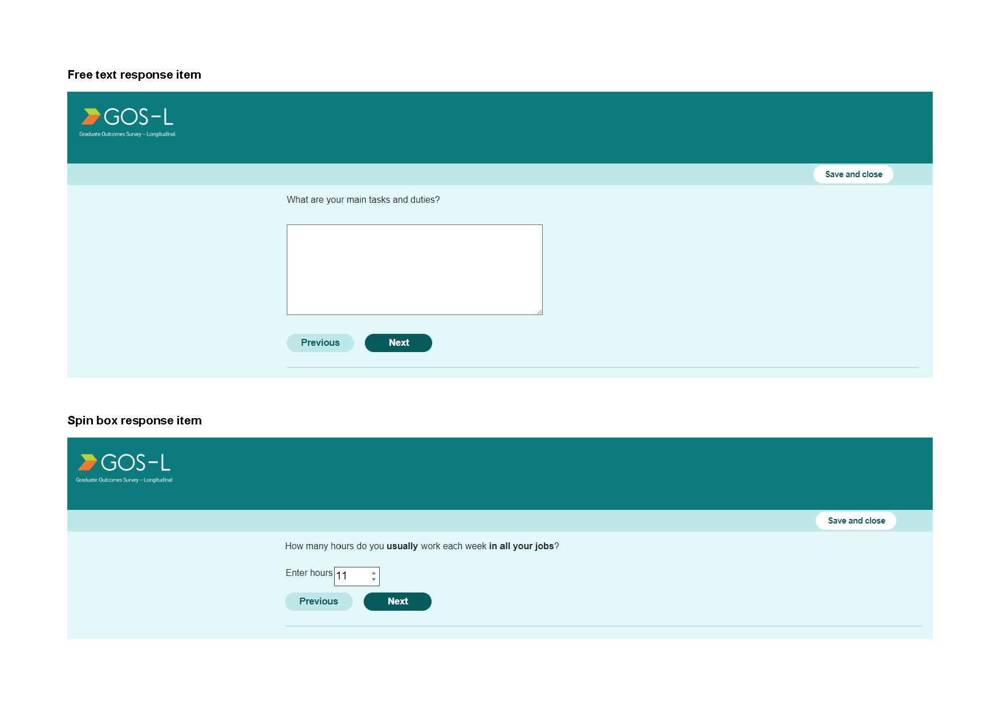 Free text response item
GOS-L
Graduate Outcomes Survey – Longitudinal
Save and close
What are your main tasks and duties?
Previous Next
Spin box response item
GOS-L
Graduate Outcomes Survey – Longitudinal
Save and close
How many hours do you usually work each week in all your jobs?
Enter hours 11
Previous Next